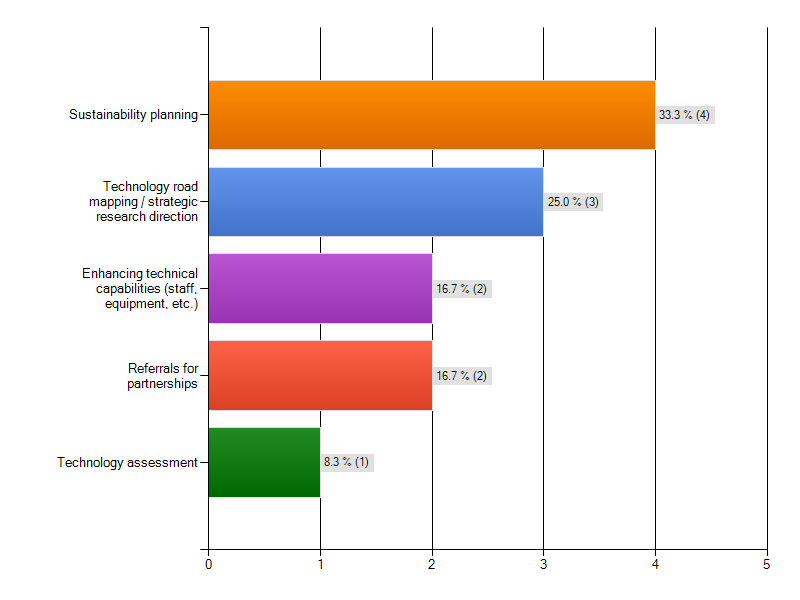 Sustainability planning
33.3 % (4)
Technology road
mapping / strategic
research direction
25.0 % (3)
Enhancing technical
capabilities (staff,
equipment, etc.)
16.7 % (2)
Referrals for
partnerships
16.7 % (2)
Technology assessment
8.3 % (1)
0 1 2 3 4 5